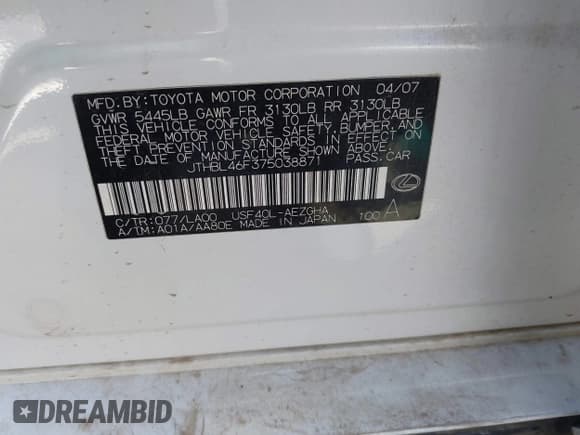 MFD.BY:TOYOTA MOTOR CORPORATION 04/07
GVWR 5445LB GAWR FR 3130LB RR 3130LB
THIS VEHICLE CONFORMS TO ALL APPLICABLE
FEDERAL MOTOR VEHICLE SAFETY,BUMPER,AND
THEFT PREVENTION STANDARDS IN EFFECT ON
THE DATE OF MANUFACTURE SHOWN ABOVE.
JTHBL46F375038871 PASS.CAR
C/TR:077/LA00 USF40L-AEZGHA
A/TM:A01A/AA80E MADE IN JAPAN 100 A
DREAMBID